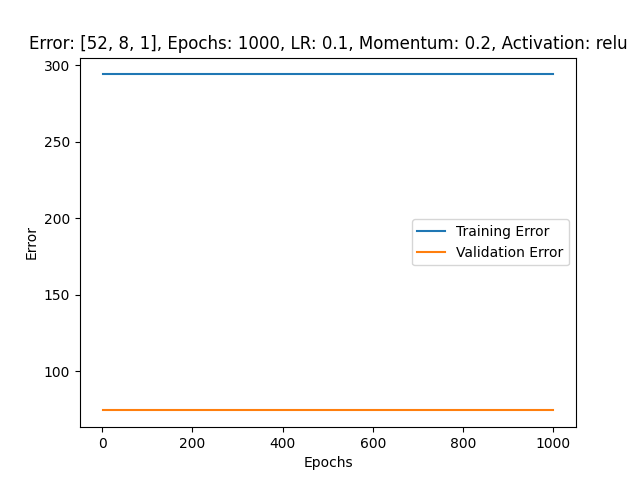 Error: [52, 8, 1], Epochs: 1000, LR: 0.1, Momentum: 0.2, Activation: relu
300
250
200
150
100
Error
Training Error
Validation Error
0 200 400 600 800 1000
Epochs